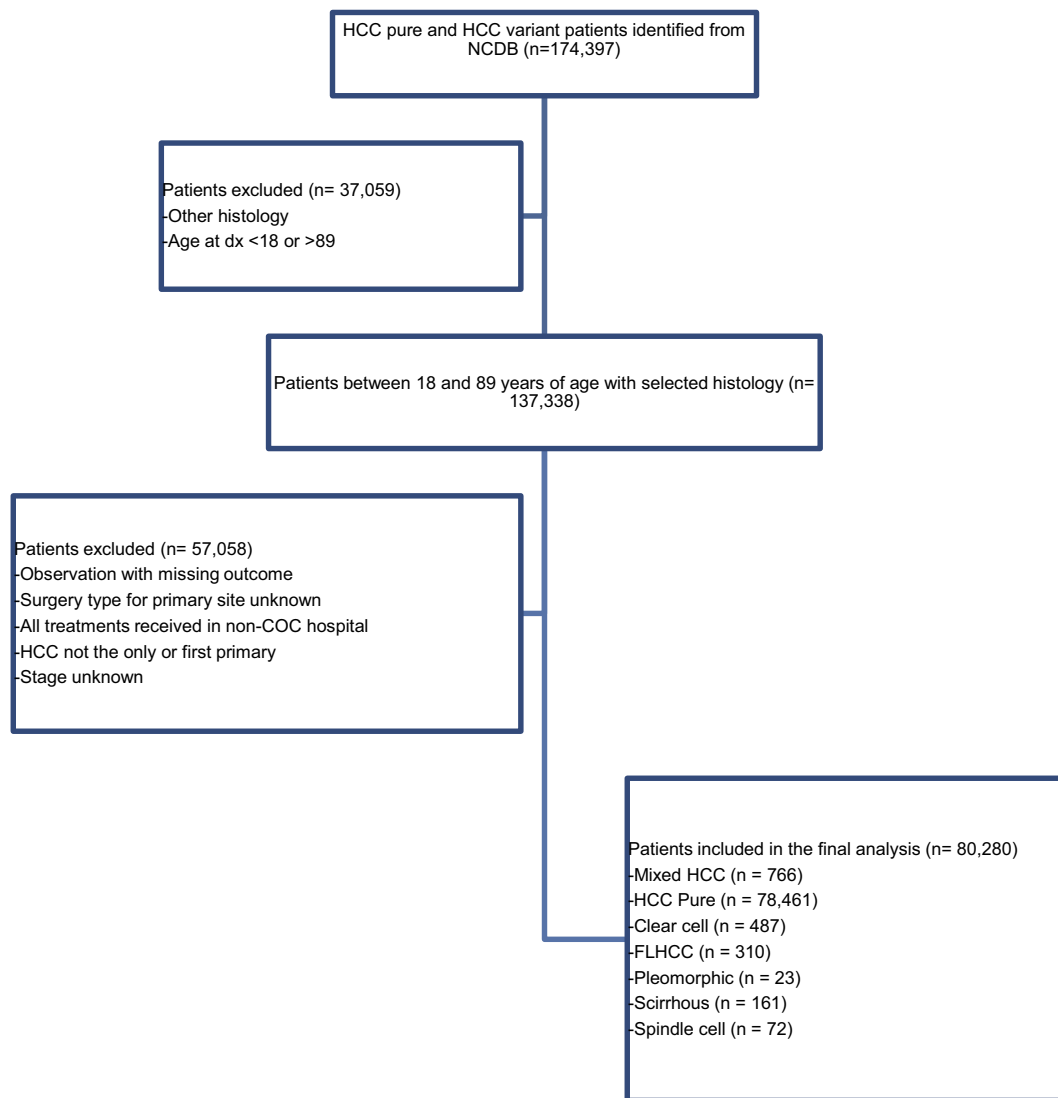 HCC pure and HCC variant patients identified from
NCDB (n=174,397)
Patients excluded (n= 37,059)
-Other histology
-Age at dx <18 or >89
Patients between 18 and 89 years of age with selected histology (n=
137,338)
Patients excluded (n= 57,058)
-Observation with missing outcome
-Surgery type for primary site unknown
-All treatments received in non-COC hospital
-HCC not the only or first primary
-Stage unknown
Patients included in the final analysis (n= 80,280)
-Mixed HCC (n = 766)
-HCC Pure (n = 78,461)
-Clear cell (n = 487)
-FLHCC (n = 310)
-Pleomorphic (n = 23)
-Scirrhous (n = 161)
-Spindle cell (n = 72)